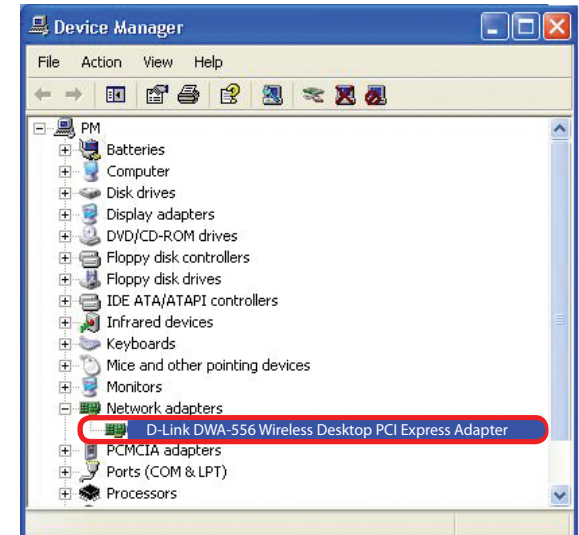 Device Manager
File Action View Help
PM
Batteries
Computer
Disk drives
Display adapters
DVD/CD-ROM drives
Floppy disk controllers
Floppy disk drives
IDE ATA/ATAPI controllers
Infrared devices
Keyboards
Mice and other pointing devices
Monitors
Network adapters
D-Link DWA-556 Wireless Desktop PCI Express Adapter
PCMCIA adapters
Ports (COM & LPT)
Processors